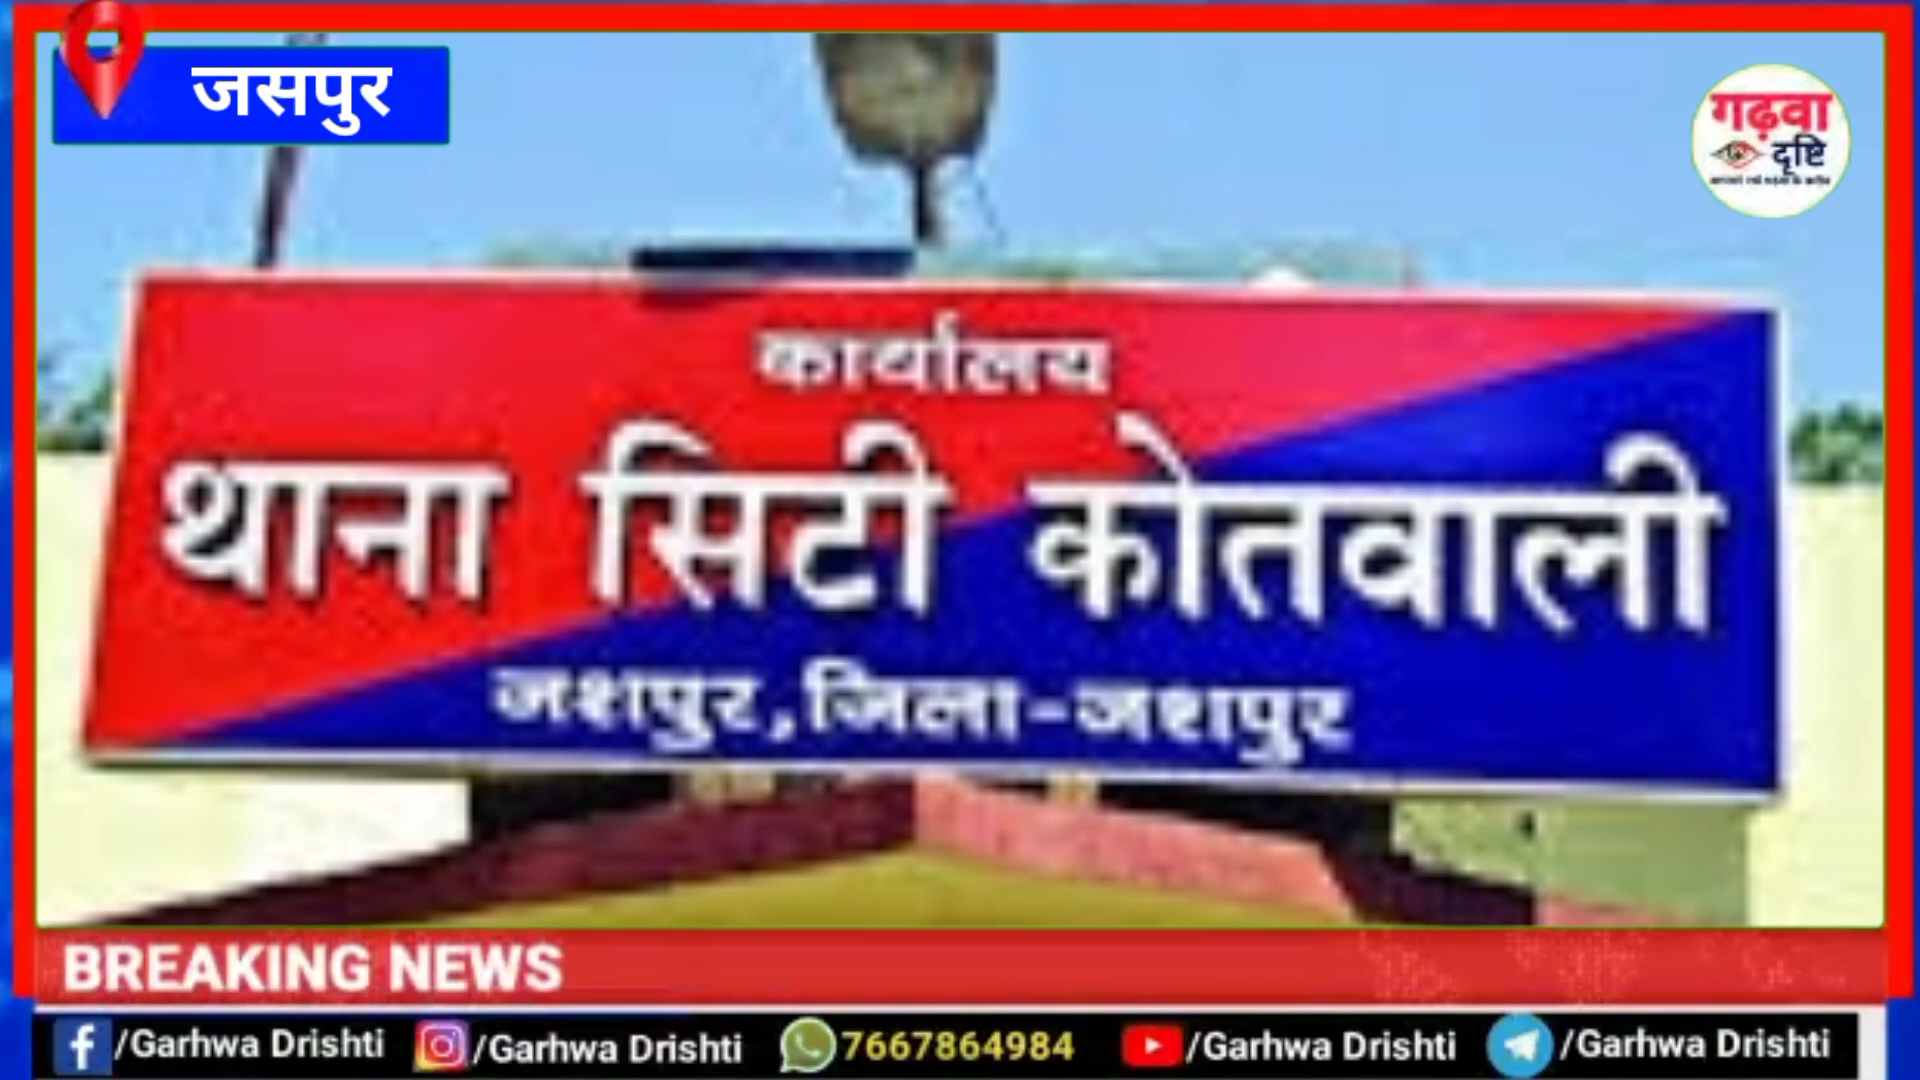 जसपुर
गढ़वा
दृष्टि
कार्यालय
थाना सिटी कोतवाली
जशपुर, जिला-जशपुर
BREAKING NEWS
/Garhwa Drishti /Garhwa Drishti 7667864984 /Garhwa Drishti /Garhwa Drishti